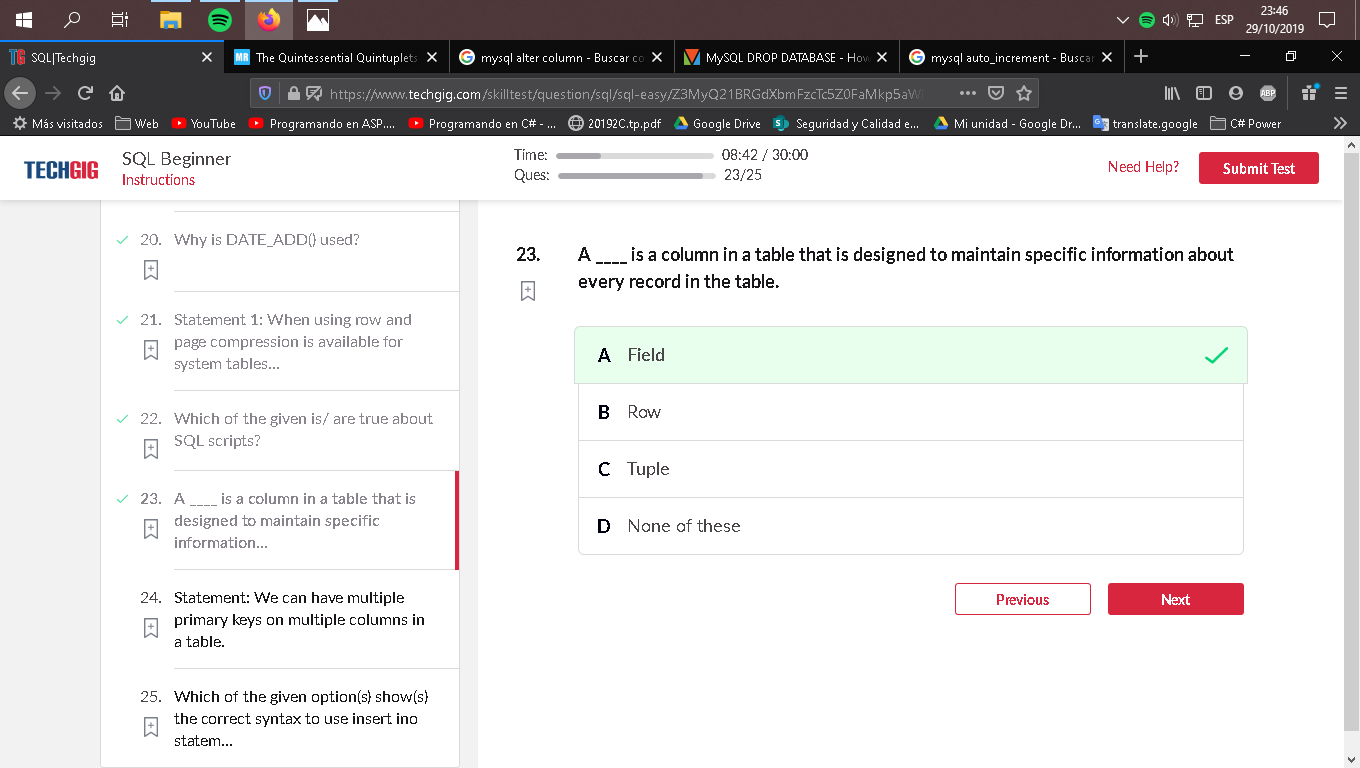 ESP
23:46
29/10/2019
TG SQL|Techgig
MR The Quintessential Quintuplets
mysql alter column - Buscar co
MySQL DROP DATABASE - How
mysql auto_increment - Buscar
https://www.techgig.com/skilltest/question/sql/sql-easy/Z3MyQ21BRGdXbmFzcTc5Z0FaMkp5aW
ABP
Más visitados
Web
YouTube
Programando en ASP....
Programando en C# - ...
20192C.tp.pdf
Google Drive
Seguridad y Calidad e...
Mi unidad - Google Dr...
translate.google
C# Power
TECHGIG
SQL Beginner
Instructions
Time: 08:42 / 30:00
Ques: 23/25
Need Help?
Submit Test
20. Why is DATE_ADD() used?
21. Statement 1: When using row and
page compression is available for
system tables...
22. Which of the given is/ are true about
SQL scripts?
23. A ____ is a column in a table that is
designed to maintain specific
information...
24. Statement: We can have multiple
primary keys on multiple columns in
a table.
25. Which of the given option(s) show(s)
the correct syntax to use insert ino
statem...
23. A ____ is a column in a table that is designed to maintain specific information about
every record in the table.
A Field
B Row
C Tuple
D None of these
Previous
Next